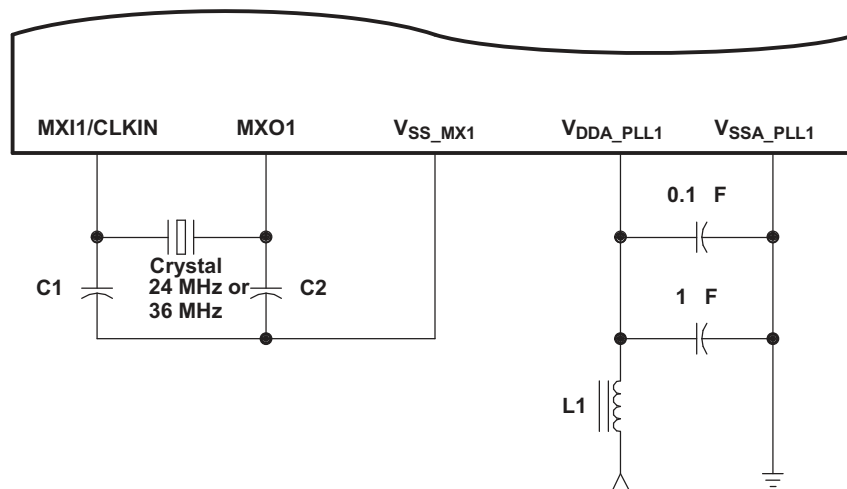 MXI1/CLKIN MXO1 VSS_MX1 VDDA_PLL1 VSSA_PLL1
0.1 F
Crystal
C1 24 MHz or C2
36 MHz
1 F
L1